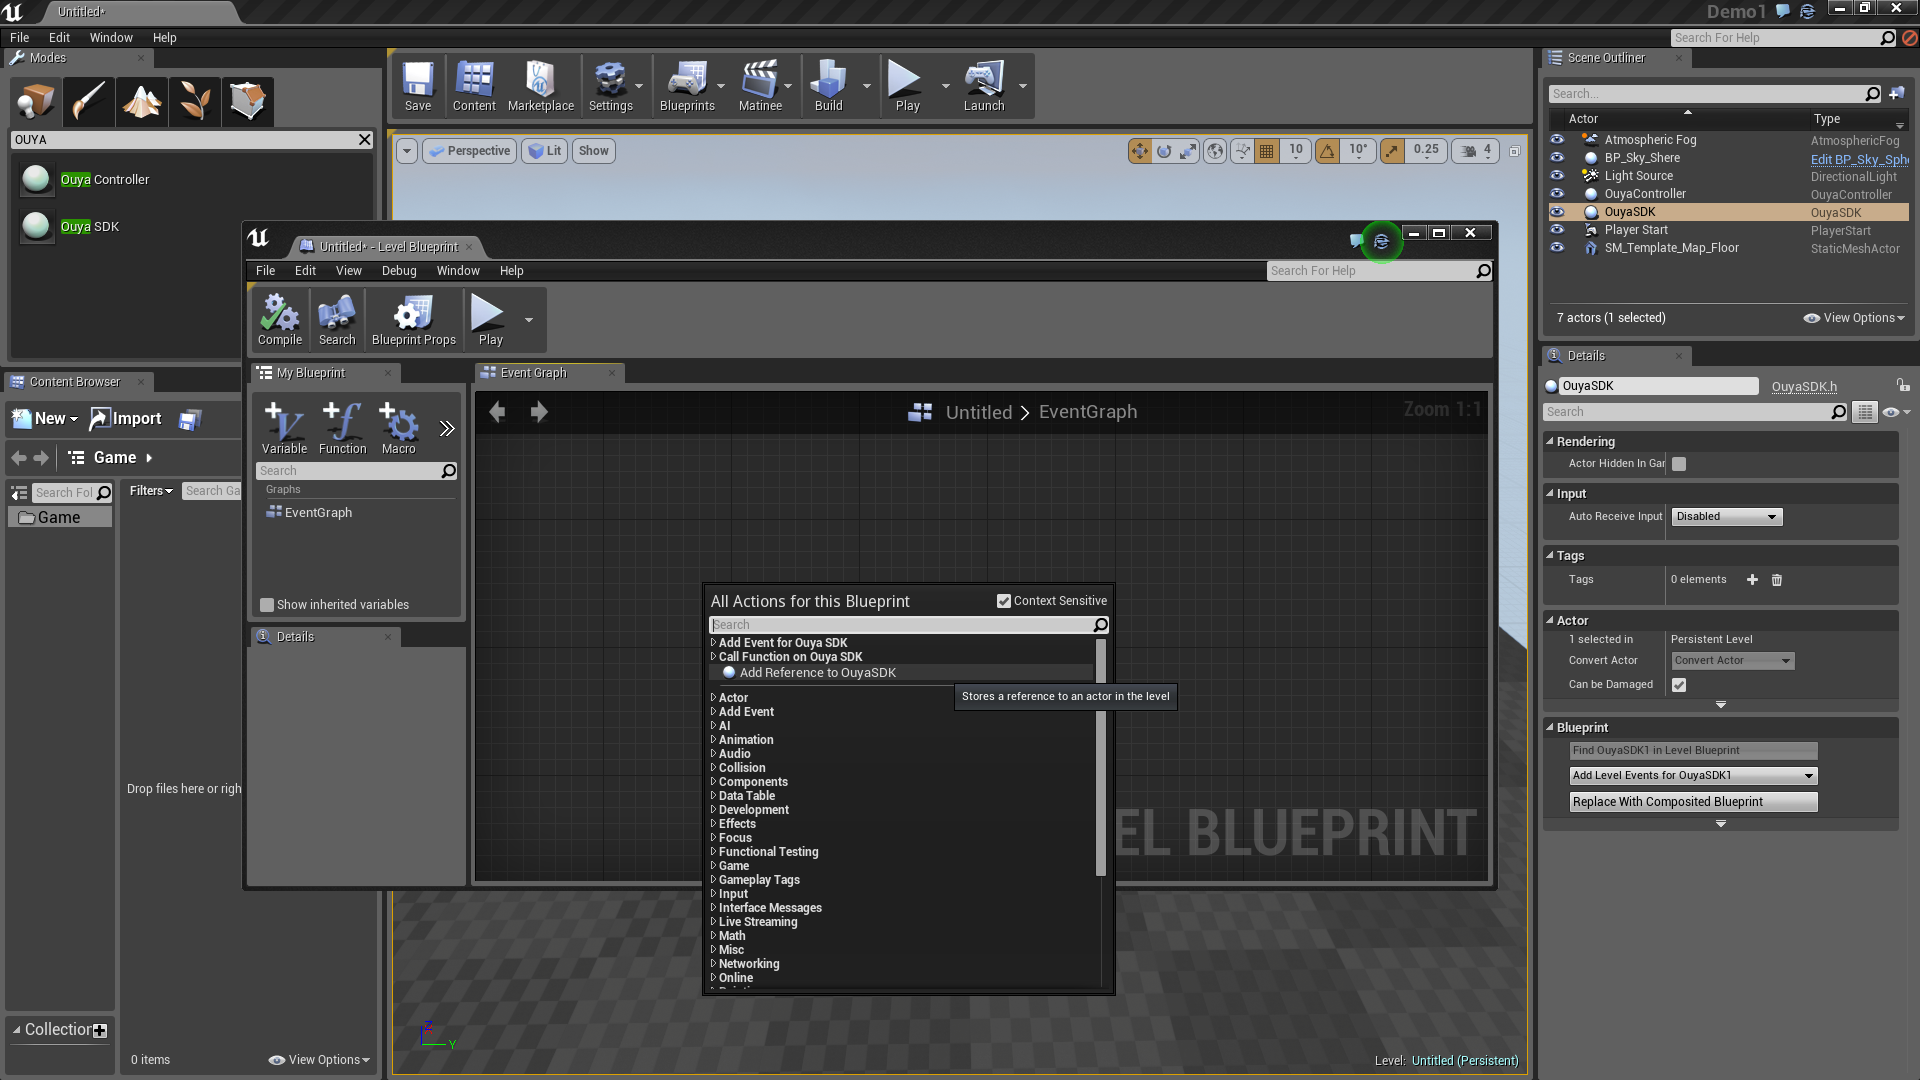 Untitled*
Demo1
File Edit Window Help
Search For Help
Modes
OUYA
Ouya Controller
Ouya SDK
Save
Content
Marketplace
Settings
Blueprints
Matinee
Build
Play
Launch
Perspective
Lit
Show
10
10°
0.25
4
Scene Outliner
Search...
Actor Type
Atmospheric Fog AtmosphericFog
BP_Sky_Shere Edit BP_Sky_Sph
Light Source DirectionalLight
OuyaController OuyaController
OuyaSDK OuyaSDK
Player Start PlayerStart
SM_Template_Map_Floor StaticMeshActor
7 actors (1 selected)
View Options
Untitled* - Level Blueprint
File Edit View Debug Window Help
Search For Help
Compile
Search
Blueprint Props
Play
My Blueprint
Variable
Function
Macro
Search
Graphs
EventGraph
Show inherited variables
Details
Event Graph
Untitled > EventGraph
Zoom 1:1
EL BLUEPRINT
All Actions for this Blueprint
Context Sensitive
Search
Add Event for Ouya SDK
Call Function on Ouya SDK
Add Reference to OuyaSDK
Stores a reference to an actor in the level
Actor
Add Event
AI
Animation
Audio
Collision
Components
Data Table
Development
Effects
Focus
Functional Testing
Game
Gameplay Tags
Input
Interface Messages
Live Streaming
Math
Misc
Networking
Online
Content Browser
New
Import
Game
Search Fol
Game
Filters
Search Ga
Drop files here or righ
Collection
0 items
View Options
Z
Y
Level: Untitled (Persistent)
Details
OuyaSDK
OuyaSDK.h
Search
Rendering
Actor Hidden In Gar
Input
Auto Receive Input Disabled
Tags
Tags 0 elements
Actor
1 selected in Persistent Level
Convert Actor Convert Actor
Can be Damaged
Blueprint
Find OuyaSDK1 in Level Blueprint
Add Level Events for OuyaSDK1
Replace With Composited Blueprint